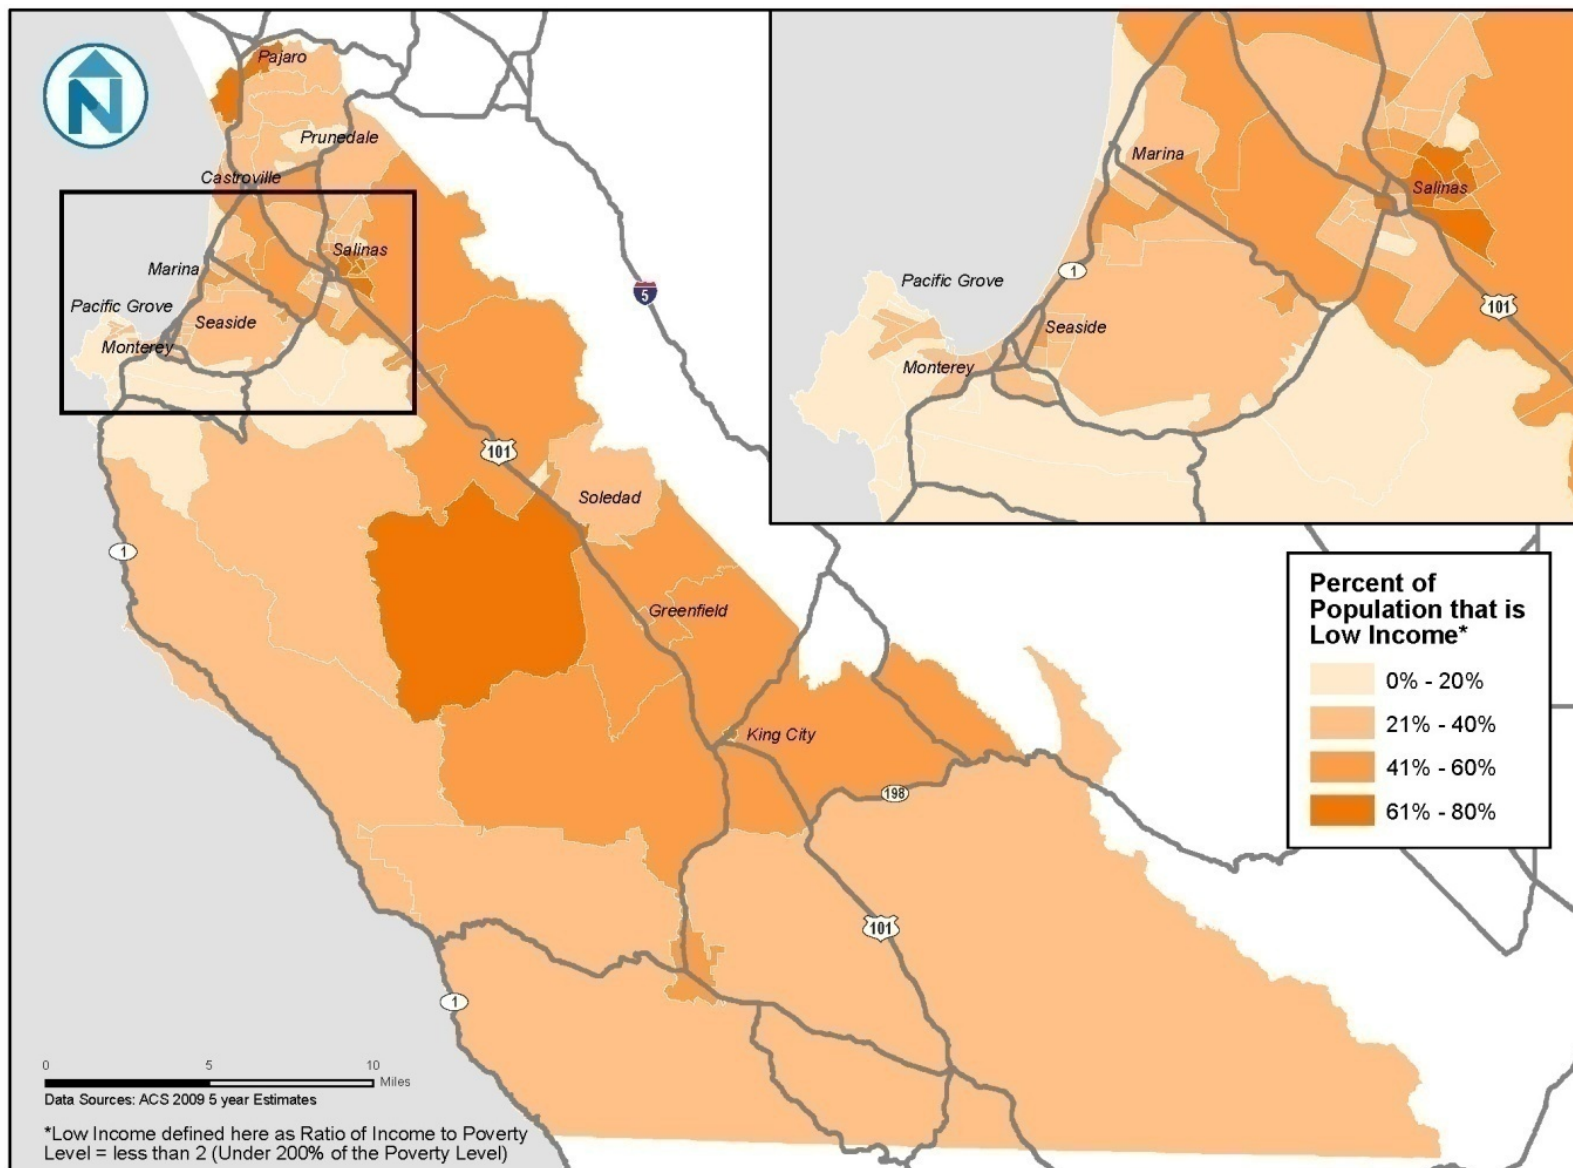 N
Pajaro
Prunedale
Castroville
Salinas
Marina
Pacific Grove
Seaside
Monterey
5
101
Soledad
1
Greenfield
King City
198
101
1
Marina
Salinas
Pacific Grove
1
101
Seaside
Monterey
Percent of
Population that is
Low Income*
0% - 20%
21% - 40%
41% - 60%
61% - 80%
0 5 10
Miles
Data Sources: ACS 2009 5 year Estimates
*Low Income defined here as Ratio of Income to Poverty
Level = less than 2 (Under 200% of the Poverty Level)